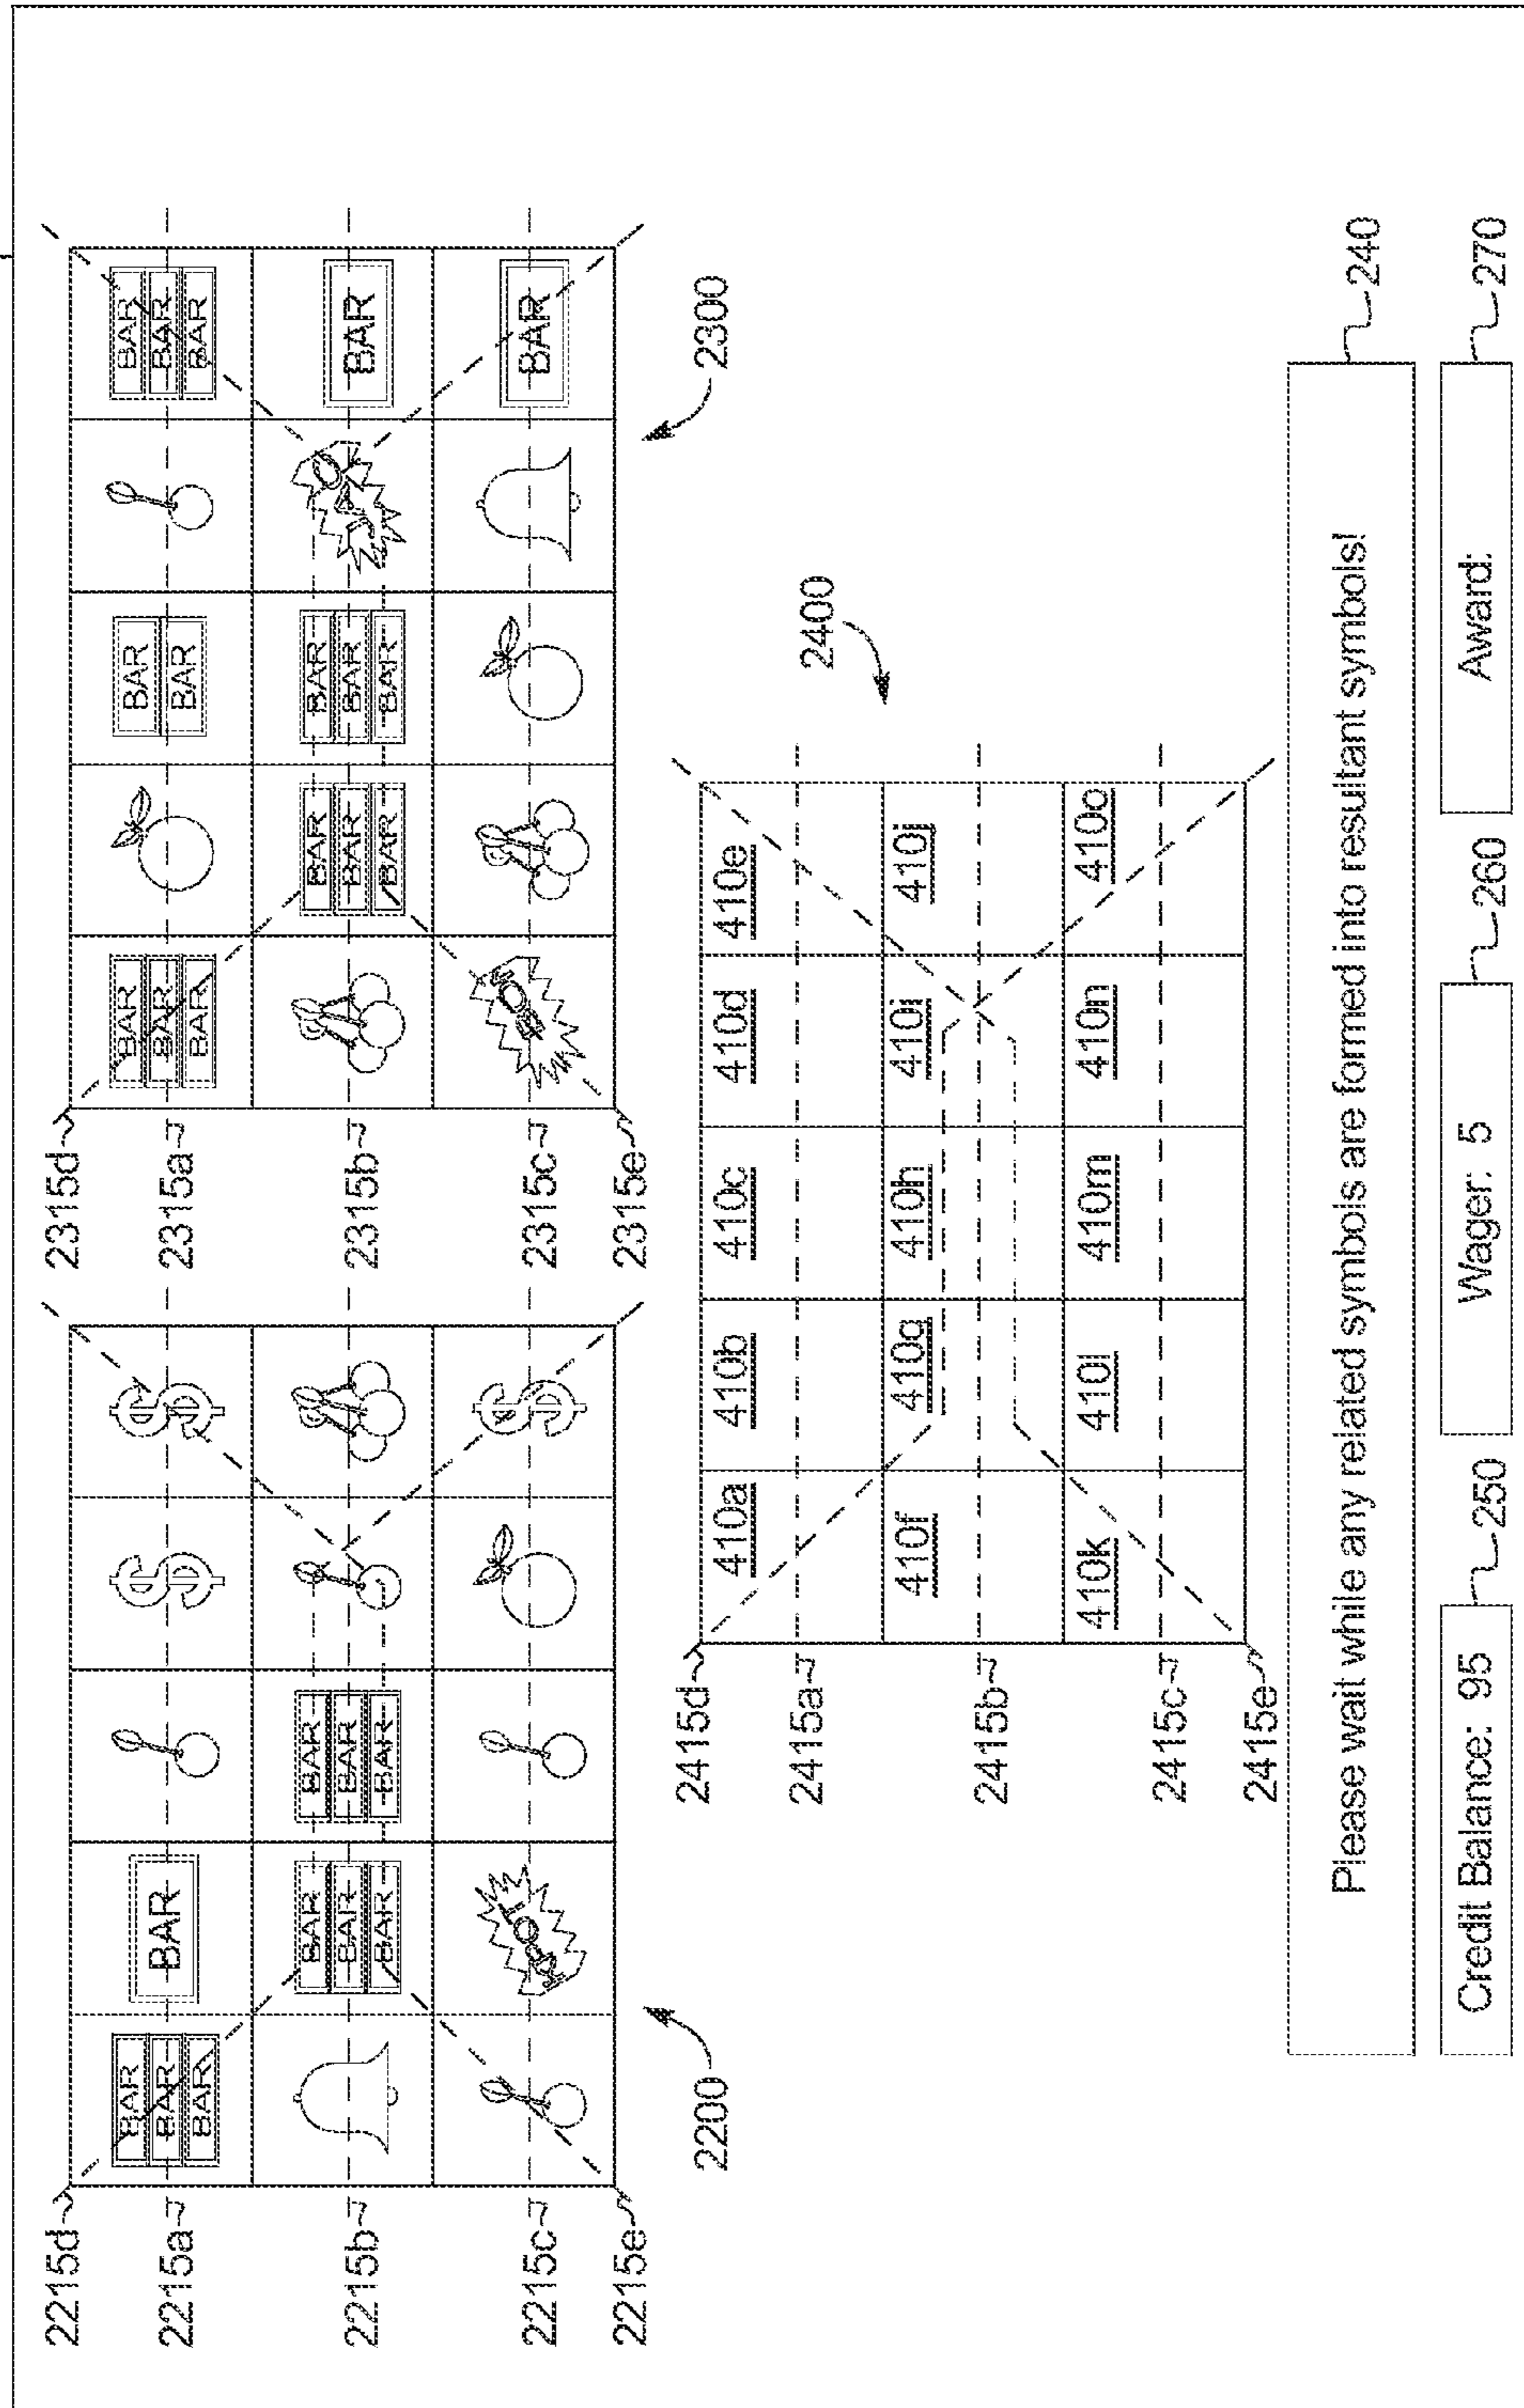 2215d
2215a
BAR
BAR
BAR
BAR
$
$
2215b
BAR
BAR
BAR
BAR
BAR
BAR
2215c
$
2215e
2200
2315d
2315a
BAR
BAR
BAR
BAR
BAR
BAR
BAR
BAR
2315b
BAR
BAR
BAR
BAR
BAR
BAR
BAR
2315c
BAR
2315e
2300
2400
2415d
410a 410b 410c 410d 410e
2415a
410f 410g 410h 410i 410j
2415b
410k 410l 410m 410n 410o
2415c
2415e
Please wait while any related symbols are formed into resultant symbols!
240
Credit Balance: 95
250
Wager: 5
260
Award:
270